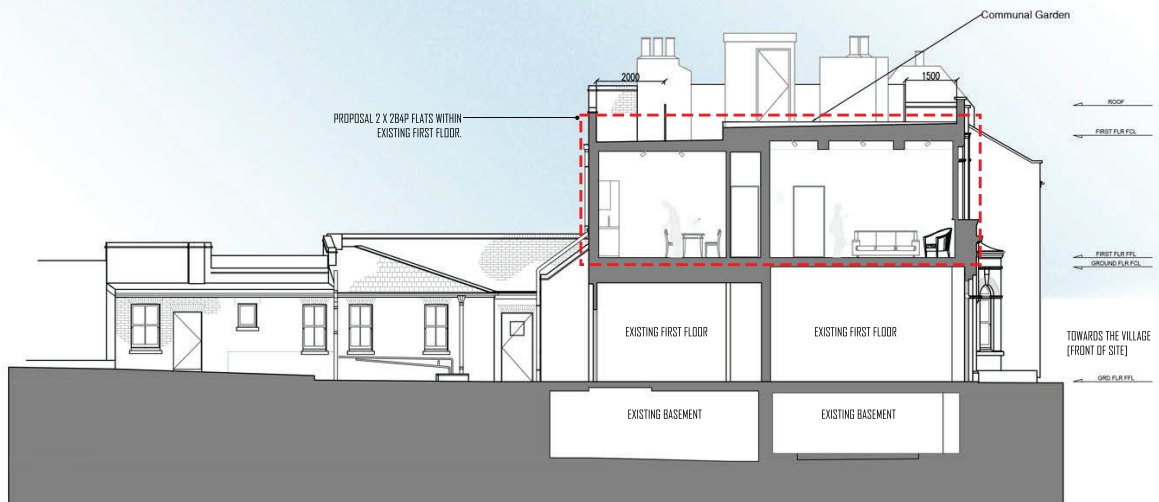 Communal Garden
2000
1500
PROPOSAL 2 X 2B4P FLATS WITHIN
EXISTING FIRST FLOOR.
ROOF
FIRST FLR FCL
FIRST FLR FFL
GROUND FLR FCL
EXISTING FIRST FLOOR
EXISTING FIRST FLOOR
TOWARDS THE VILLAGE
[FRONT OF SITE]
GRD FLR FFL
EXISTING BASEMENT
EXISTING BASEMENT